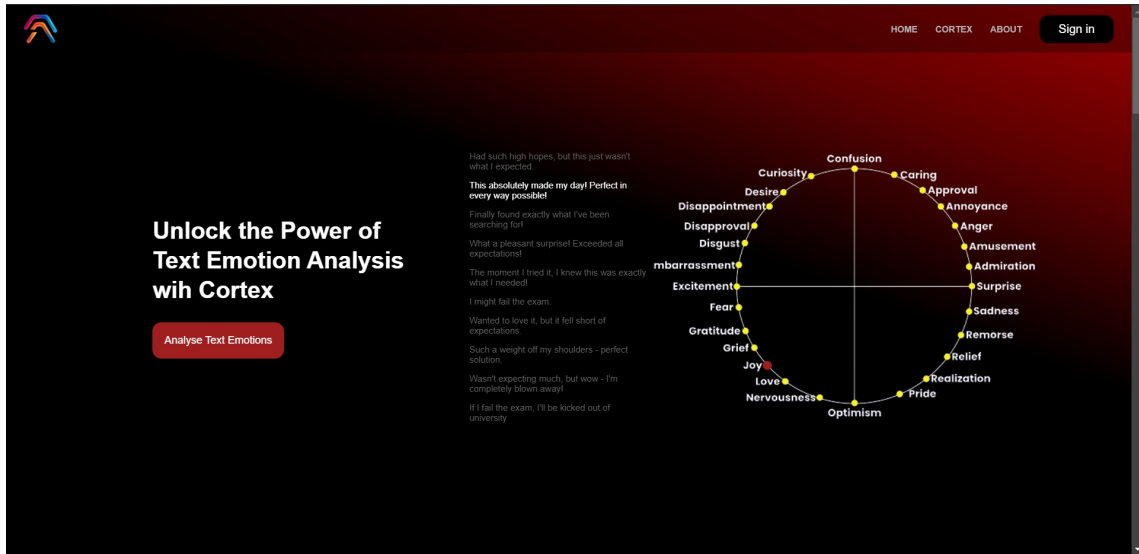 HOME CORTEX ABOUT Sign in
Unlock the Power of
Text Emotion Analysis
wih Cortex
Analyse Text Emotions
Had such high hopes, but this just wasn't
what I expected.
This absolutely made my day! Perfect in
every way possible!
Finally found exactly what I've been
searching for!
What a pleasant surprise! Exceeded all
expectations!
The moment I tried it, I knew this was exactly
what I needed!
I might fail the exam.
Wanted to love it, but it fell short of
expectations.
Such a weight off my shoulders - perfect
solution.
Wasn't expecting much, but wow - I'm
completely blown away!
If I fail the exam, I'll be kicked out of
university
Confusion
Curiosity
Caring
Desire
Approval
Disappointment
Annoyance
Disapproval
Anger
Disgust
Amusement
mbarrassment
Admiration
Excitement
Surprise
Fear
Sadness
Gratitude
Remorse
Grief
Relief
Joy
Love
Realization
Nervousness
Pride
Optimism